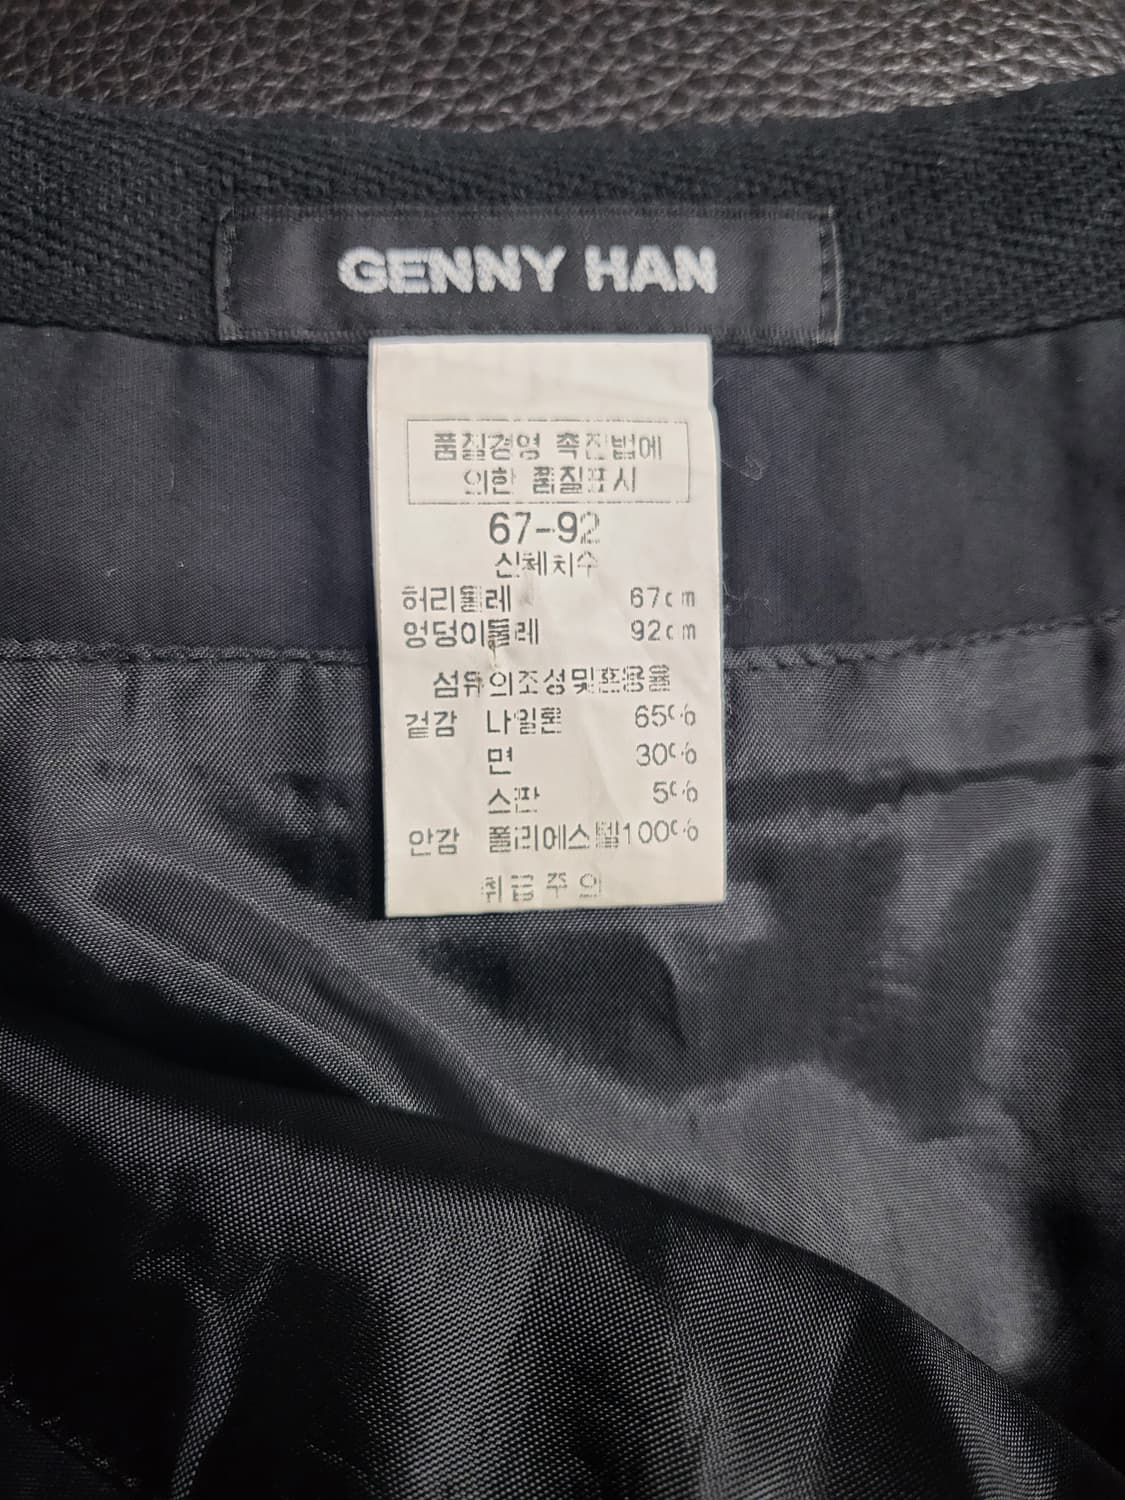 GENNY HAN
품질경영 촉진법에
의한 품질표시
67-92
신체치수
허리둘레 67cm
엉덩이둘레 92cm
섬유의조성및혼용율
겉감 나일론 65%
면 30%
스판 5%
안감 폴리에스텔 100%
취급주의